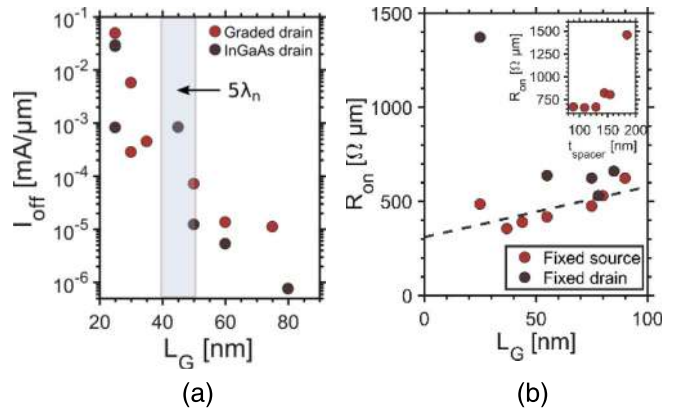 10⁻¹
10⁻²
10⁻³
10⁻⁴
10⁻⁵
10⁻⁶
I_off [mA/μm]
Graded drain
InGaAs drain
5λ_n
20 40 60 80
L_G [nm]
(a)
1500
1000
500
0
R_on [Ω μm]
1500
1250
1000
750
R_on [Ω μm]
100 150 200
t_spacer [nm]
Fixed source
Fixed drain
0 50 100
L_G [nm]
(b)